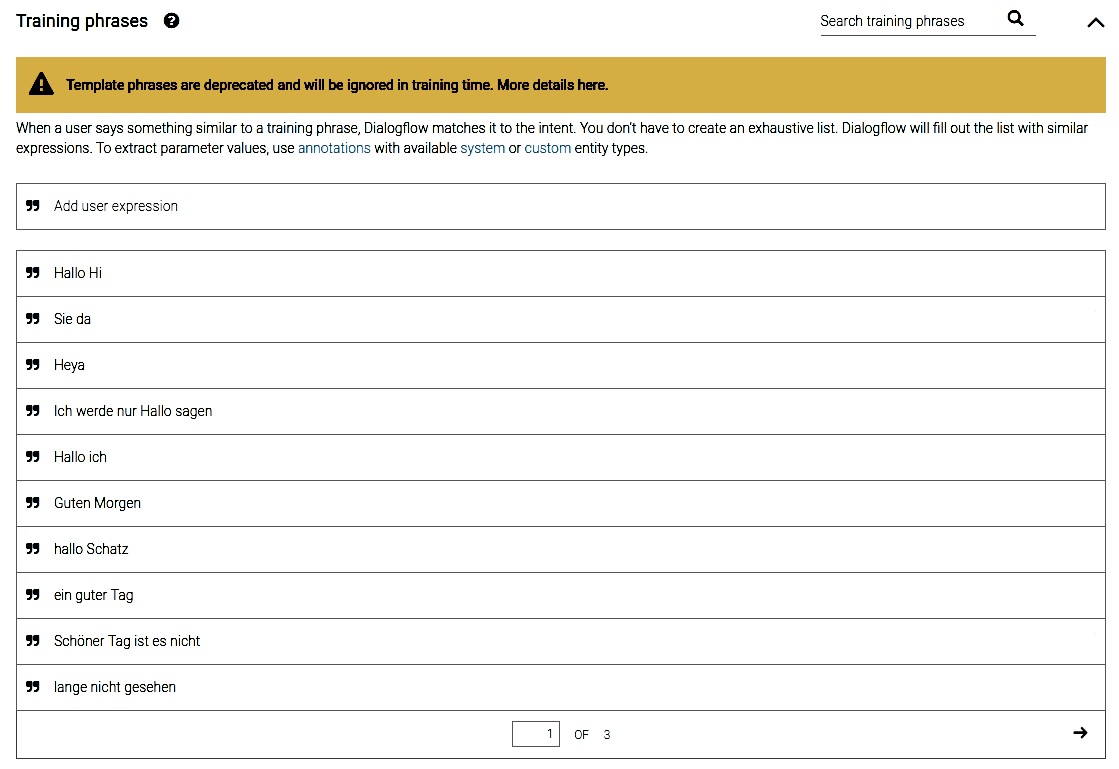 Training phrases
Search training phrases
Template phrases are deprecated and will be ignored in training time. More details here.
When a user says something similar to a training phrase, Dialogflow matches it to the intent. You don't have to create an exhaustive list. Dialogflow will fill out the list with similar
expressions. To extract parameter values, use annotations with available system or custom entity types.
Add user expression
Hallo Hi
Sie da
Heya
Ich werde nur Hallo sagen
Hallo ich
Guten Morgen
hallo Schatz
ein guter Tag
Schöner Tag ist es nicht
lange nicht gesehen
1 OF 3